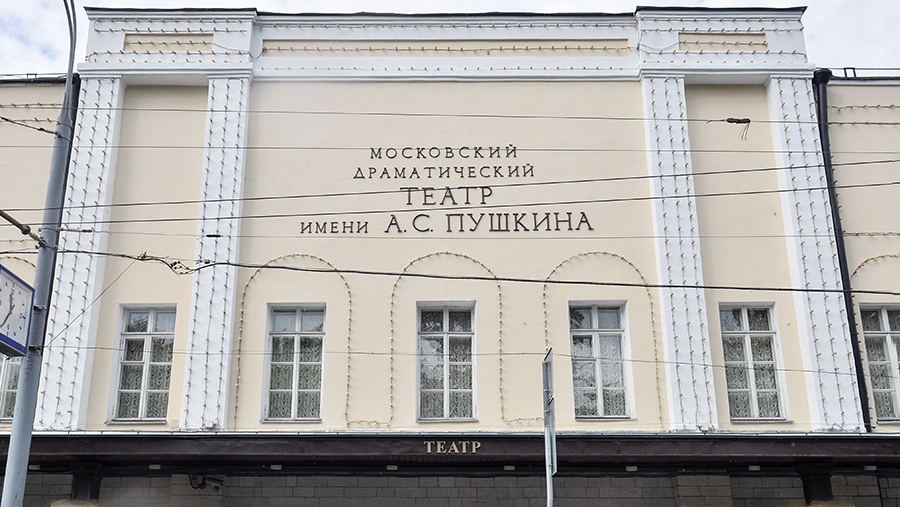 МОСКОВСКИЙ
ДРАМАТИЧЕСКИЙ
ТЕАТР
ИМЕНИ А.С. ПУШКИНА
ТЕАТР